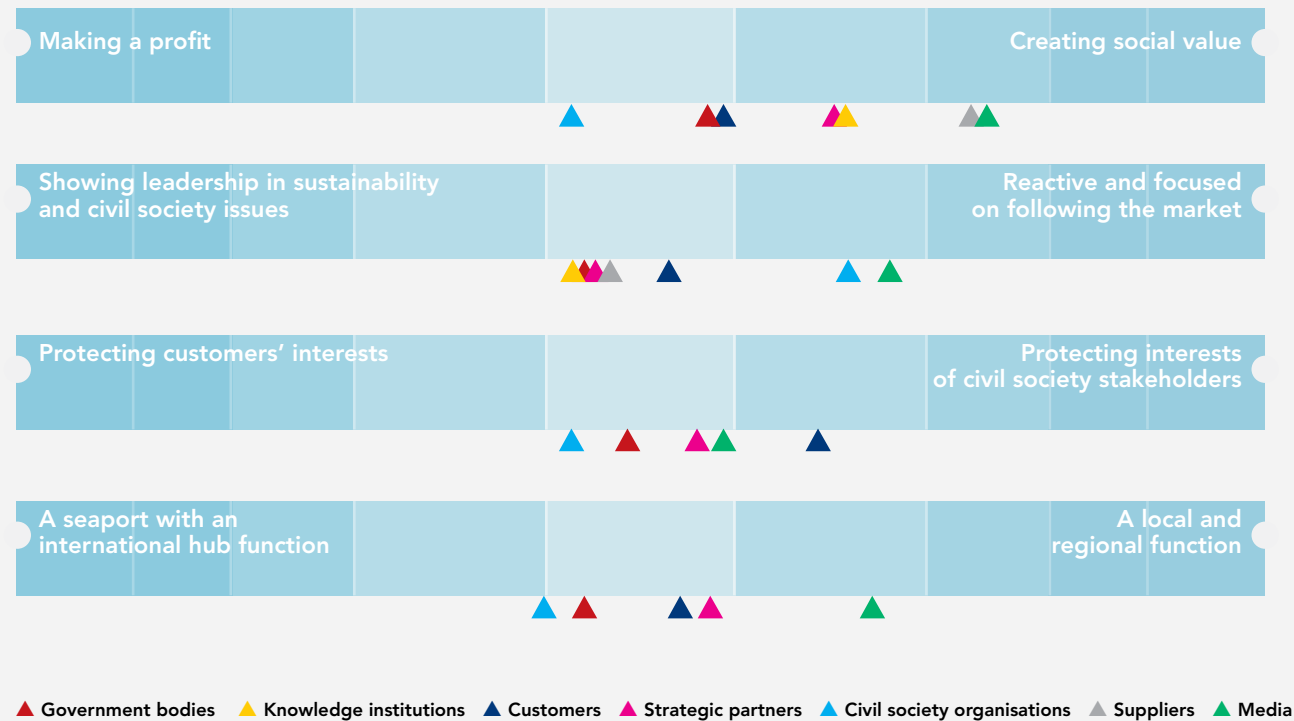 Making a profit
Creating social value
Showing leadership in sustainability
and civil society issues
Reactive and focused
on following the market
Protecting customers’ interests
Protecting interests
of civil society stakeholders
A seaport with an
international hub function
A local and
regional function
Government bodies
Knowledge institutions
Customers
Strategic partners
Civil society organisations
Suppliers
Media